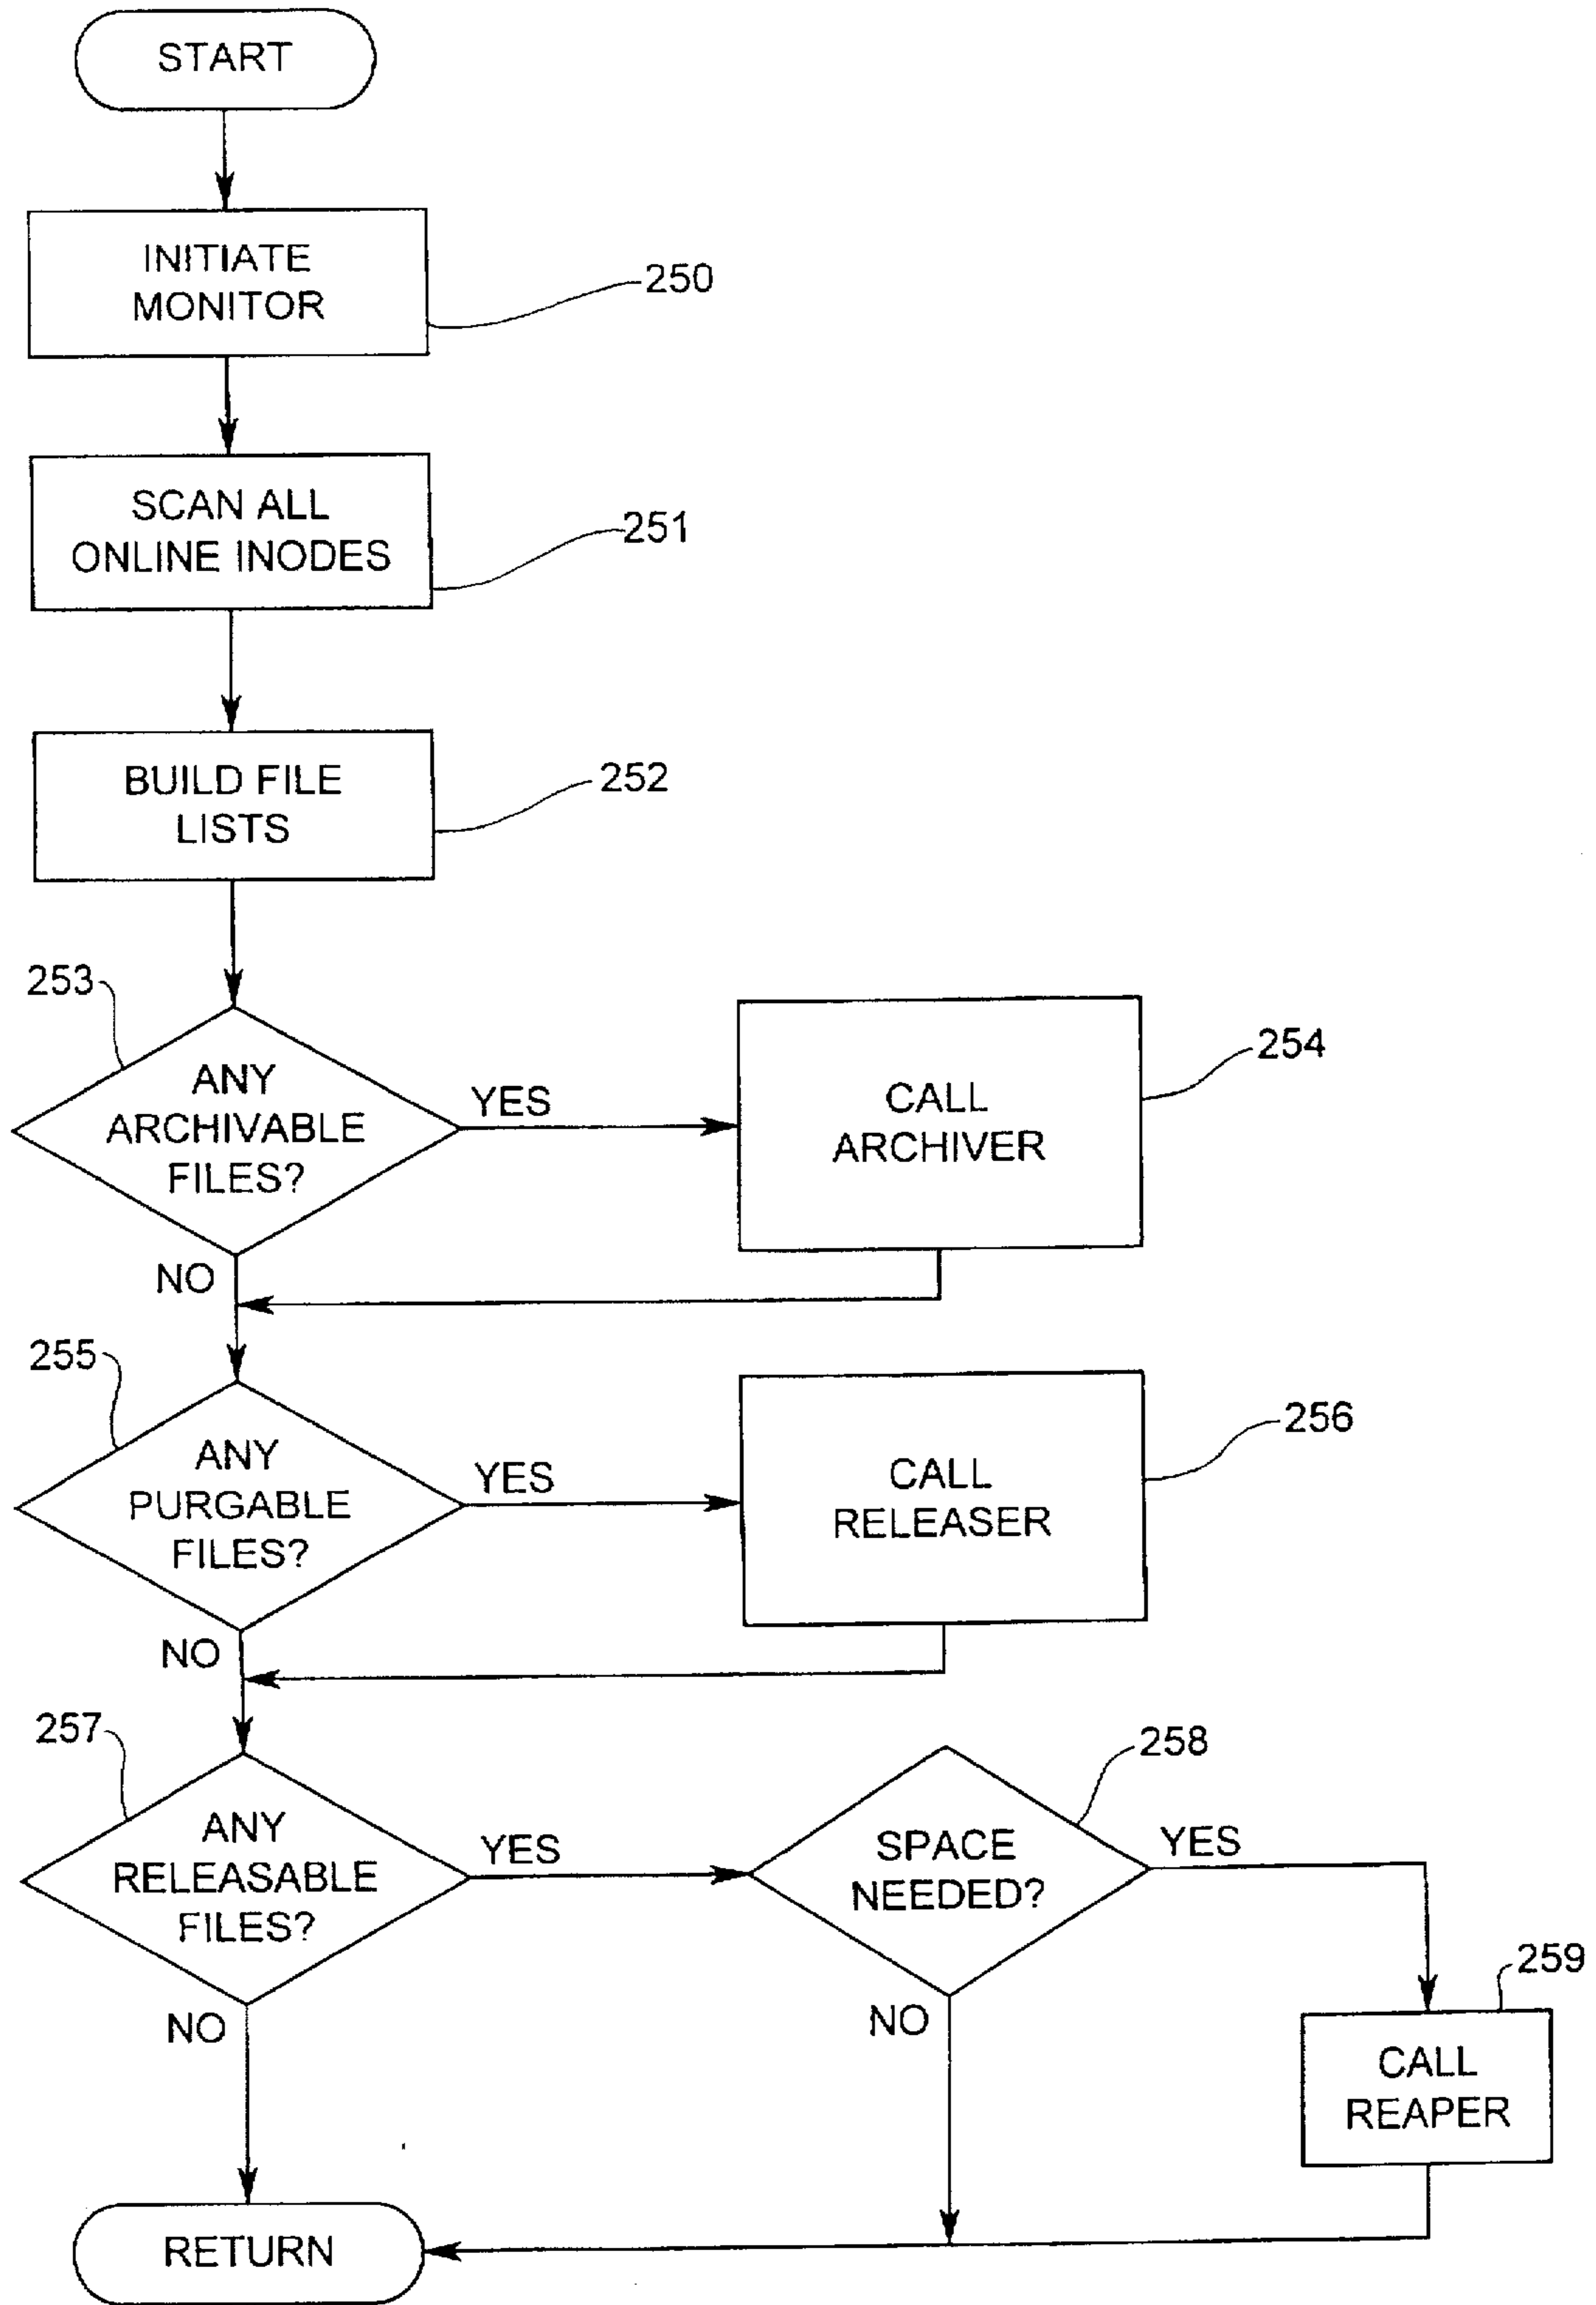 START
INITIATE
MONITOR
250
SCAN ALL
ONLINE INODES
251
BUILD FILE
LISTS
252
253
ANY
ARCHIVABLE
FILES?
YES
CALL
ARCHIVER
254
NO
255
ANY
PURGABLE
FILES?
YES
CALL
RELEASER
256
NO
257
ANY
RELEASABLE
FILES?
YES
SPACE
NEEDED?
258
YES
259
NO
NO
CALL
REAPER
RETURN